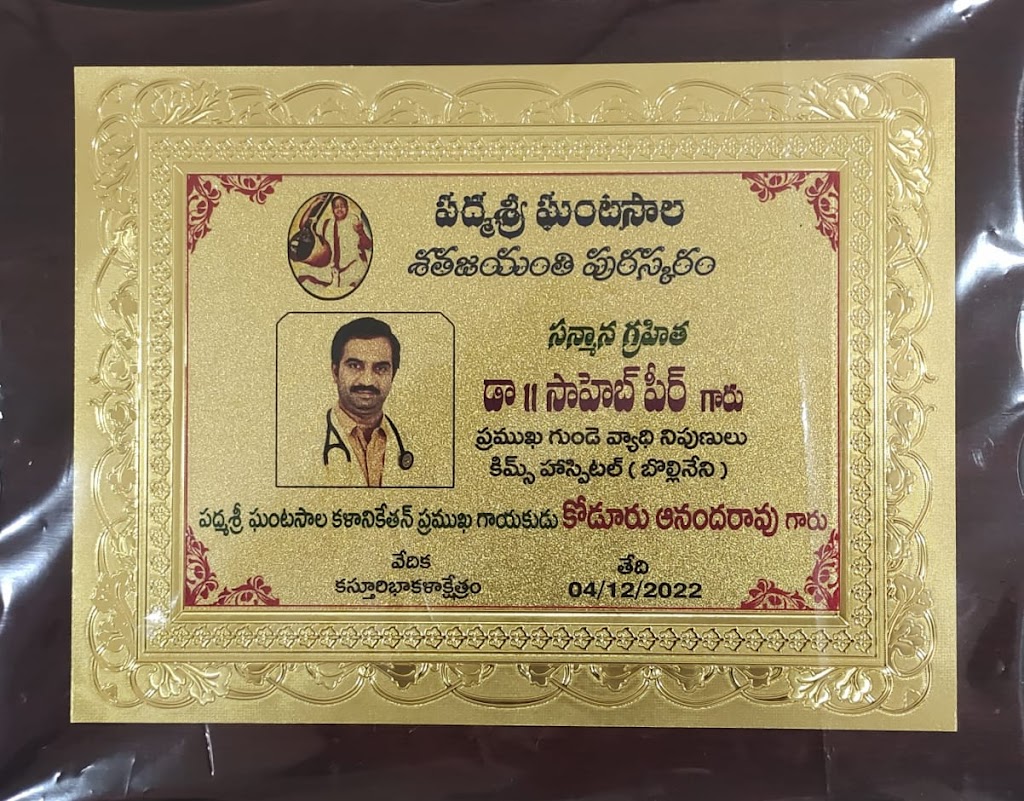 పద్మశ్రీ ఘంటసాల
శతజయంతి పురస్కారం
సన్మాన గ్రహిత
డా ॥ సాహెబ్ పీర్ గారు
ప్రముఖ గుండె వ్యాధి నిపుణులు
కిమ్స్ హాస్పిటల్ ( బొల్లినేని )
పద్మశ్రీ ఘంటసాల కళానికేతన్ ప్రముఖ గాయకుడు కోడూరు ఆనందరావు గారు
వేదిక
కస్తూరిభాకళాక్షేత్రం
తేది
04/12/2022